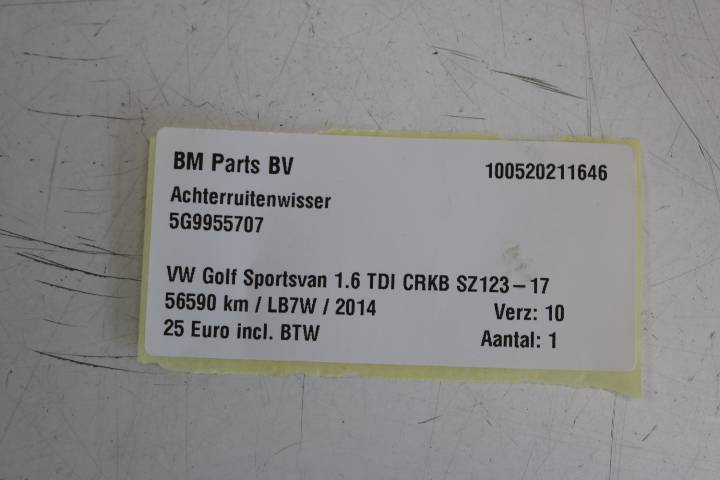 BM Parts BV 100520211646
Achterruitenwisser
5G9955707
VW Golf Sportsvan 1.6 TDI CRKB SZ123-17
56590 km / LB7W / 2014 Verz: 10
25 Euro incl. BTW Aantal: 1